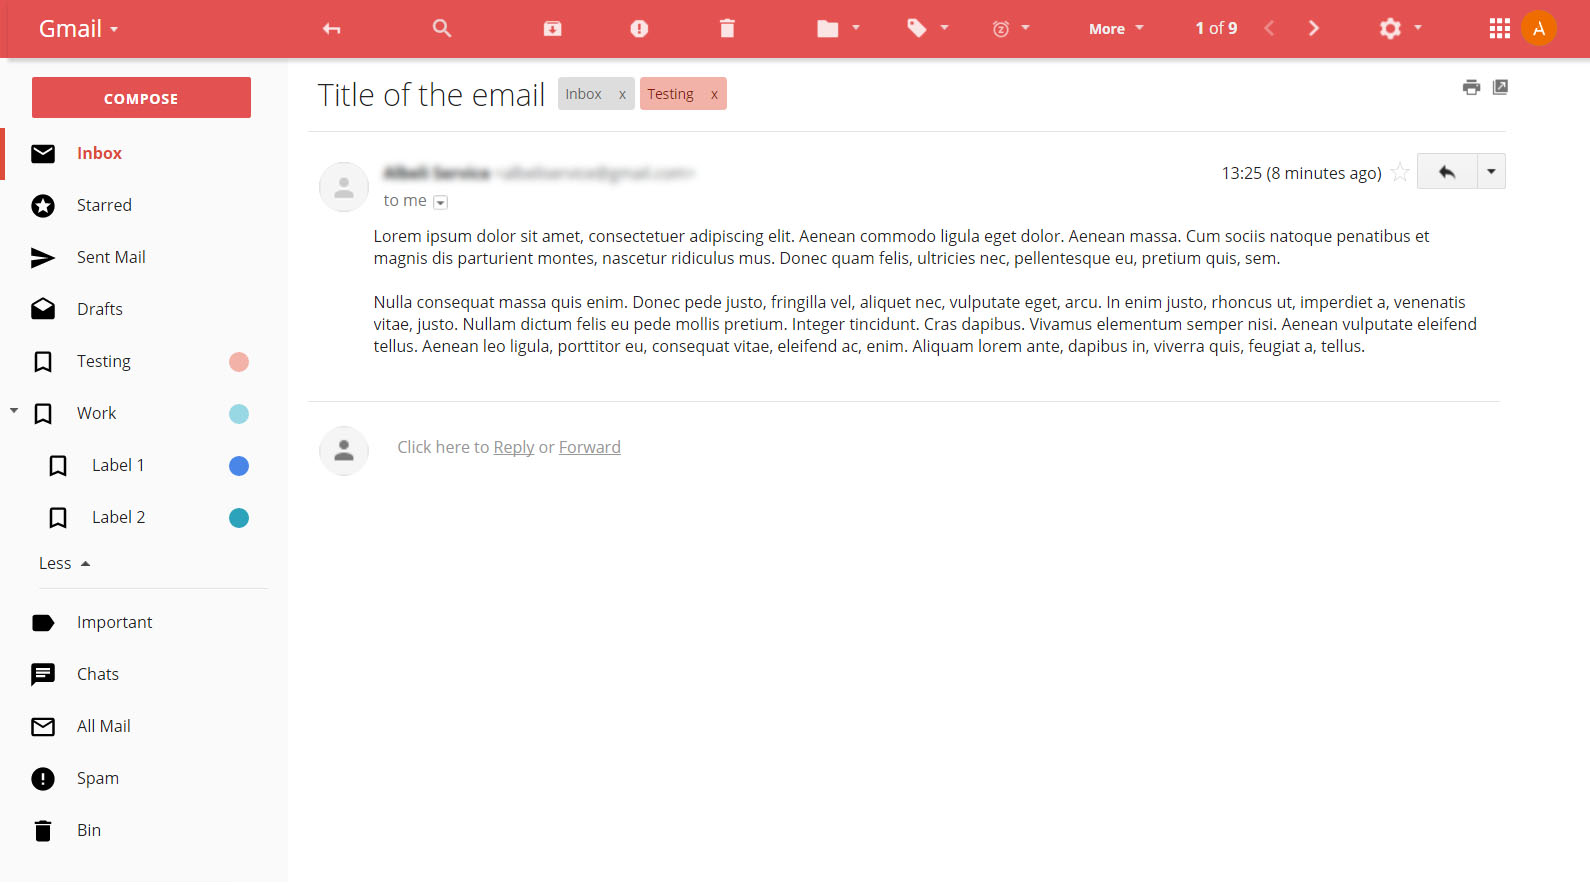 Gmail
More
1 of 9
A
COMPOSE
Inbox
Starred
Sent Mail
Drafts
Testing
Work
Label 1
Label 2
Less
Important
Chats
All Mail
Spam
Bin
Title of the email
Inbox x
Testing x
13:25 (8 minutes ago)
to me
Lorem ipsum dolor sit amet, consectetuer adipiscing elit. Aenean commodo ligula eget dolor. Aenean massa. Cum sociis natoque penatibus et
magnis dis parturient montes, nascetur ridiculus mus. Donec quam felis, ultricies nec, pellentesque eu, pretium quis, sem.
Nulla consequat massa quis enim. Donec pede justo, fringilla vel, aliquet nec, vulputate eget, arcu. In enim justo, rhoncus ut, imperdiet a, venenatis
vitae, justo. Nullam dictum felis eu pede mollis pretium. Integer tincidunt. Cras dapibus. Vivamus elementum semper nisi. Aenean vulputate eleifend
tellus. Aenean leo ligula, porttitor eu, consequat vitae, eleifend ac, enim. Aliquam lorem ante, dapibus in, viverra quis, feugiat a, tellus.
Click here to Reply or Forward